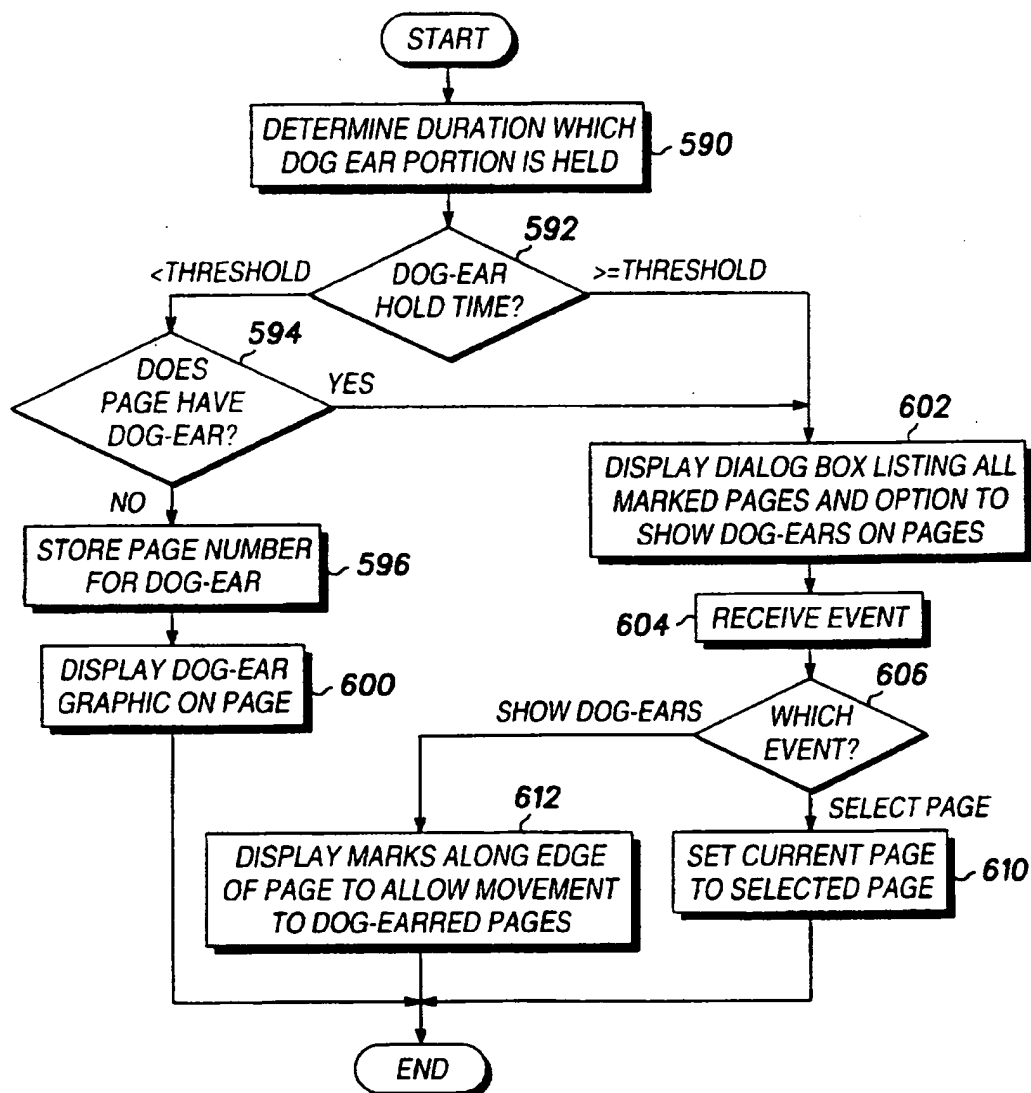 START
DETERMINE DURATION WHICH
DOG EAR PORTION IS HELD
590
592
<THRESHOLD
DOG-EAR
HOLD TIME?
>=THRESHOLD
594
DOES
PAGE HAVE
DOG-EAR?
YES
NO
602
DISPLAY DIALOG BOX LISTING ALL
MARKED PAGES AND OPTION TO
SHOW DOG-EARS ON PAGES
STORE PAGE NUMBER
FOR DOG-EAR
596
604
RECEIVE EVENT
DISPLAY DOG-EAR
GRAPHIC ON PAGE
600
606
SHOW DOG-EARS
WHICH
EVENT?
SELECT PAGE
612
DISPLAY MARKS ALONG EDGE
OF PAGE TO ALLOW MOVEMENT
TO DOG-EARRED PAGES
SET CURRENT PAGE
TO SELECTED PAGE
610
END